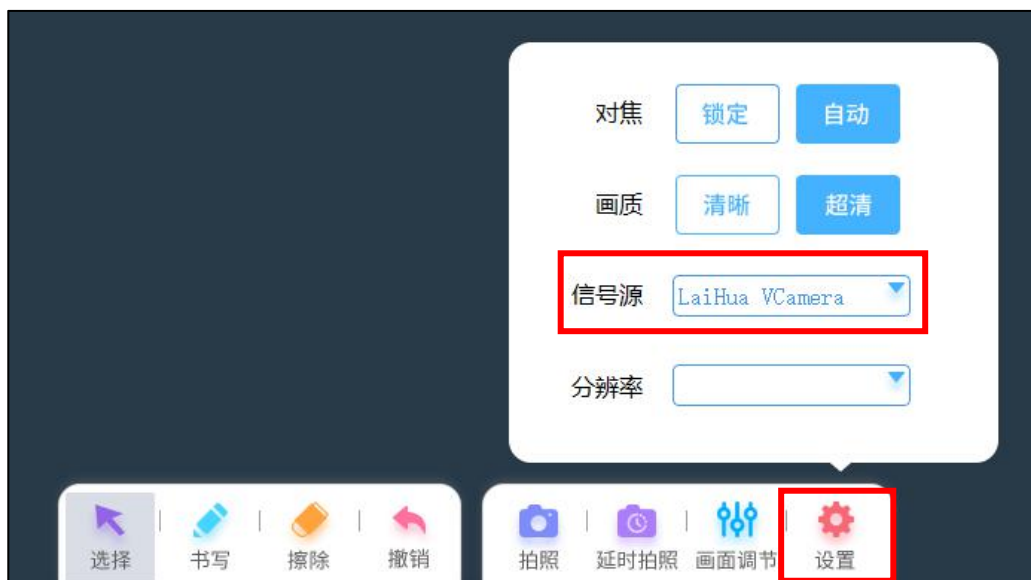 对焦 锁定 自动
画质 清晰 超清
信号源 LaiHua VCamera
分辨率
选择 书写 擦除 撤销 拍照 延时拍照 画面调节 设置